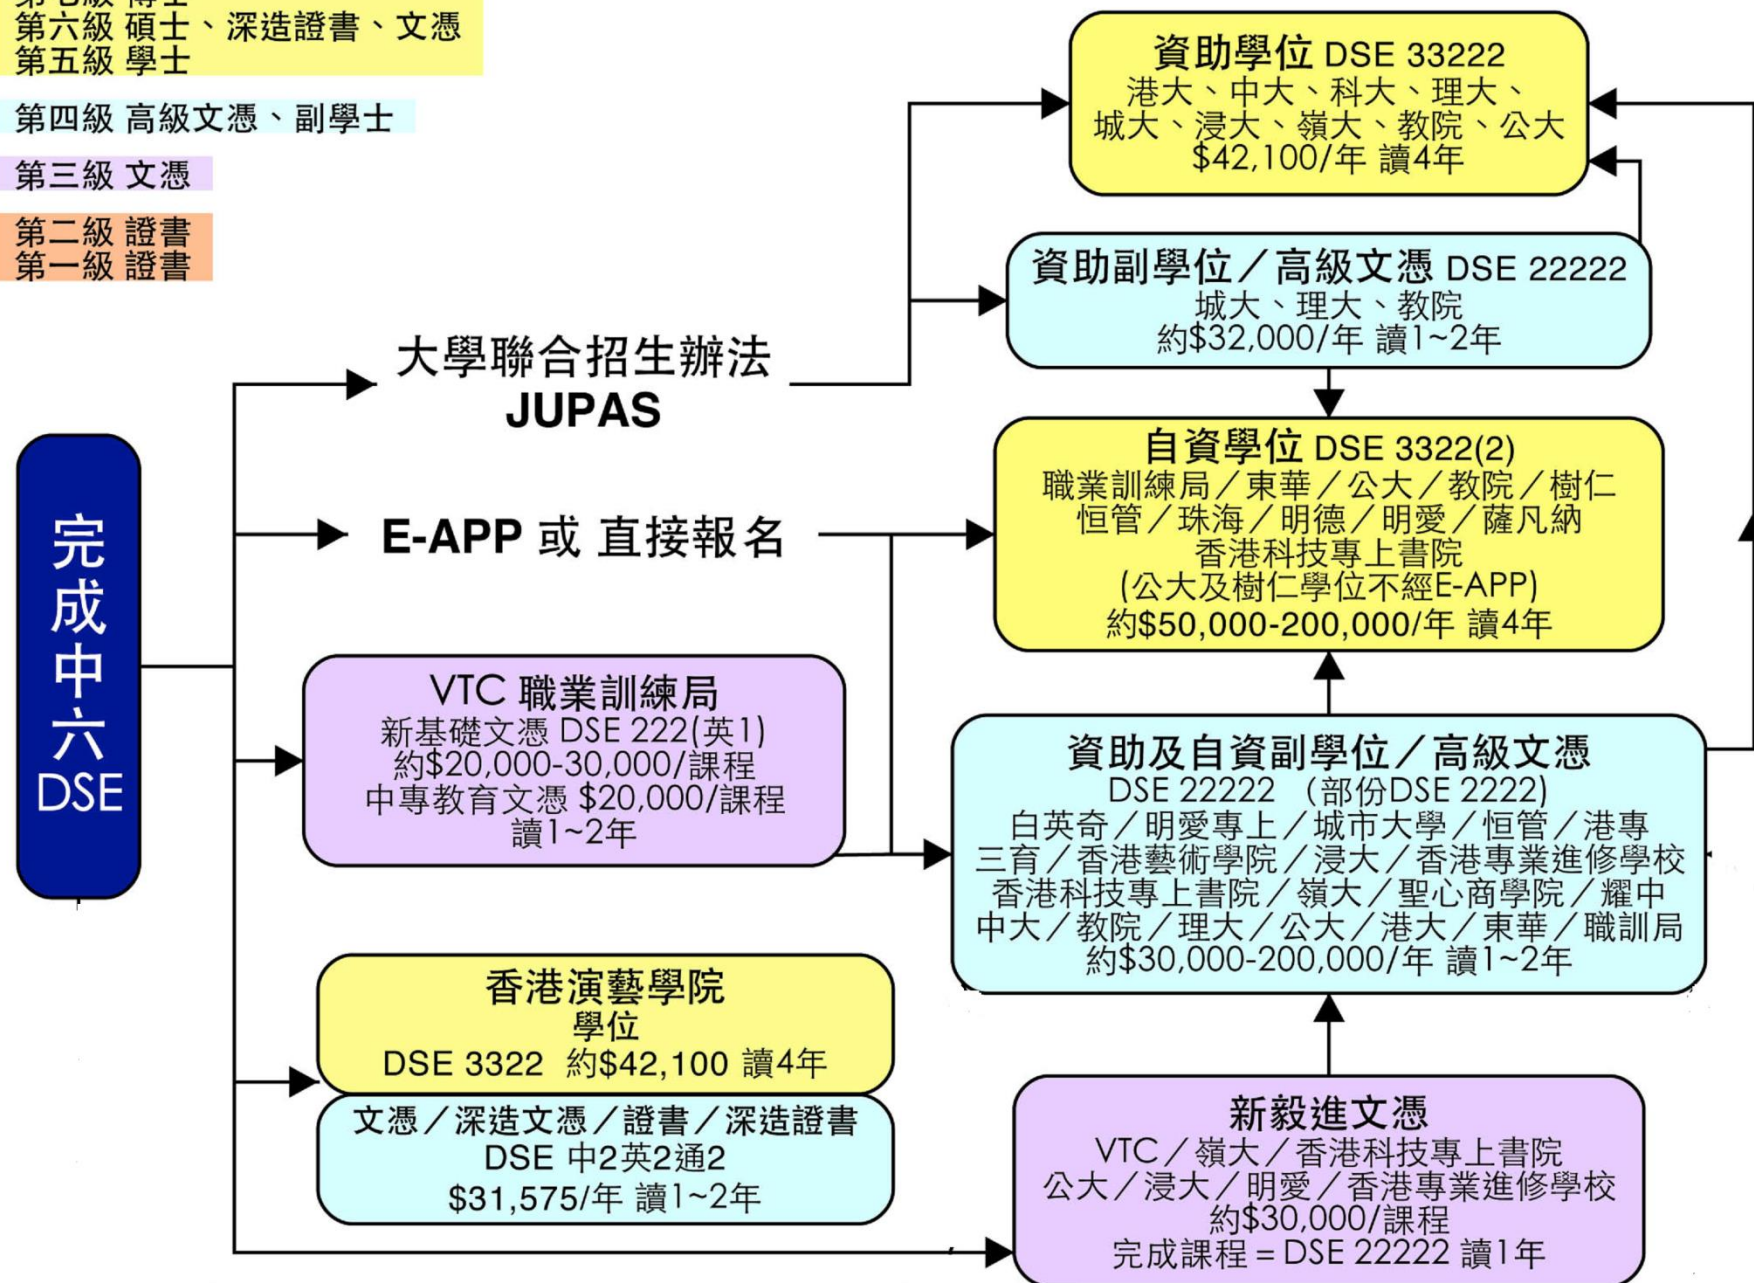 第七級 博士
第六級 碩士、深造證書、文憑
第五級 學士
第四級 高級文憑、副學士
第三級 文憑
第二級 證書
第一級 證書
完成中六DSE
大學聯合招生辦法
JUPAS
E-APP 或 直接報名
VTC 職業訓練局
新基礎文憑 DSE 222(英1)
約$20,000-30,000/課程
中專教育文憑 $20,000/課程
讀1~2年
香港演藝學院
學位
DSE 3322 約$42,100 讀4年
文憑／深造文憑／證書／深造證書
DSE 中2英2通2
$31,575/年 讀1~2年
資助學位 DSE 33222
港大、中大、科大、理大、
城大、浸大、嶺大、教院、公大
$42,100/年 讀4年
資助副學位／高級文憑 DSE 22222
城大、理大、教院
約$32,000/年 讀1~2年
自資學位 DSE 3322(2)
職業訓練局／東華／公大／教院／樹仁
恒管／珠海／明德／明愛／薩凡納
香港科技專上書院
(公大及樹仁學位不經E-APP)
約$50,000-200,000/年 讀4年
資助及自資副學位／高級文憑
DSE 22222 （部份DSE 2222)
白英奇／明愛專上／城市大學／恒管／港專
三育／香港藝術學院／浸大／香港專業進修學校
香港科技專上書院／嶺大／聖心商學院／耀中
中大／教院／理大／公大／港大／東華／職訓局
約$30,000-200,000/年 讀1~2年
新毅進文憑
VTC／嶺大／香港科技專上書院
公大／浸大／明愛／香港專業進修學校
約$30,000/課程
完成課程 = DSE 22222 讀1年